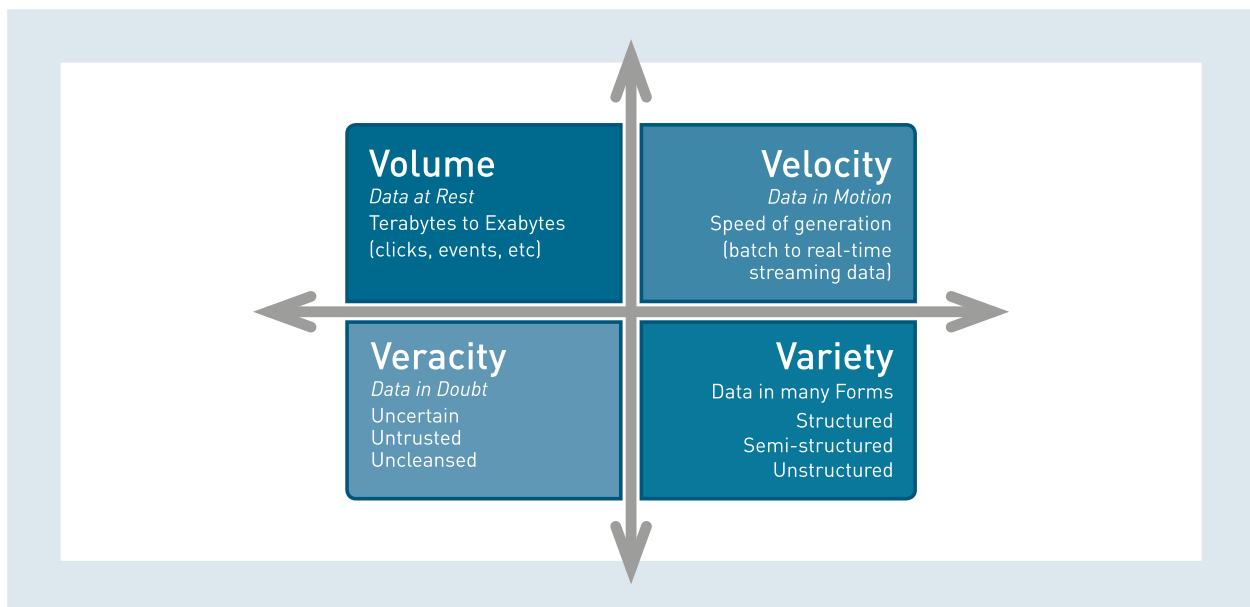 Volume
Data at Rest
Terabytes to Exabytes
(clicks, events, etc)
Velocity
Data in Motion
Speed of generation
(batch to real-time
streaming data)
Veracity
Data in Doubt
Uncertain
Untrusted
Uncleansed
Variety
Data in many Forms
Structured
Semi-structured
Unstructured